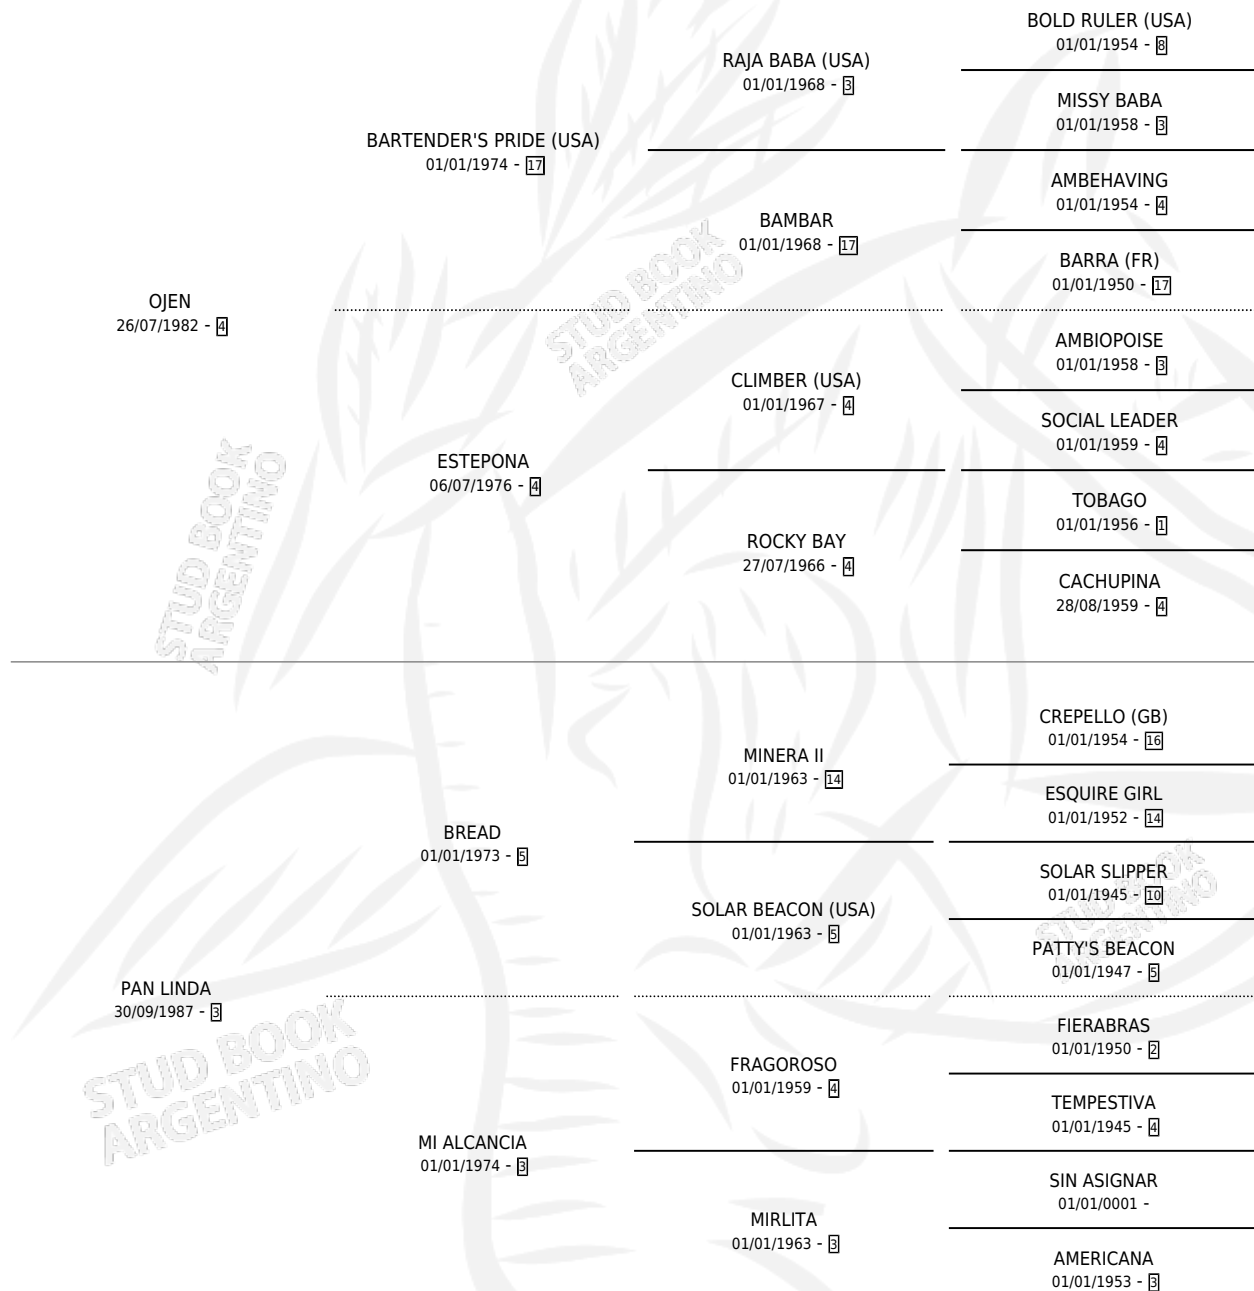 BOLD RULER (USA)
01/01/1954 - 8
RAJA BABA (USA)
01/01/1968 - 3
MISSY BABA
01/01/1958 - 3
BARTENDER'S PRIDE (USA)
01/01/1974 - 17
AMBEHAVING
01/01/1954 - 4
BAMBAR
01/01/1968 - 17
BARRA (FR)
01/01/1950 - 17
OJEN
26/07/1982 - 4
AMBIOPOISE
01/01/1958 - 3
CLIMBER (USA)
01/01/1967 - 4
SOCIAL LEADER
01/01/1959 - 4
ESTEPONA
06/07/1976 - 4
TOBAGO
01/01/1956 - 1
ROCKY BAY
27/07/1966 - 4
CACHUPINA
28/08/1959 - 4
CREPELLO (GB)
01/01/1954 - 16
MINERA II
01/01/1963 - 14
ESQUIRE GIRL
01/01/1952 - 14
BREAD
01/01/1973 - 5
SOLAR SLIPPER
01/01/1945 - 10
SOLAR BEACON (USA)
01/01/1963 - 5
PATTY'S BEACON
01/01/1947 - 5
PAN LINDA
30/09/1987 - 3
FIERABRAS
01/01/1950 - 2
FRAGOROSO
01/01/1959 - 4
TEMPESTIVA
01/01/1945 - 4
MI ALCANCIA
01/01/1974 - 3
SIN ASIGNAR
01/01/0001 -
MIRLITA
01/01/1963 - 3
AMERICANA
01/01/1953 - 3
STUD BOOK
ARGENTINO
STUD BOOK
ARGENTINO
STUD BOOK
ARGENTINO
STUD BOOK
ARGENTINO